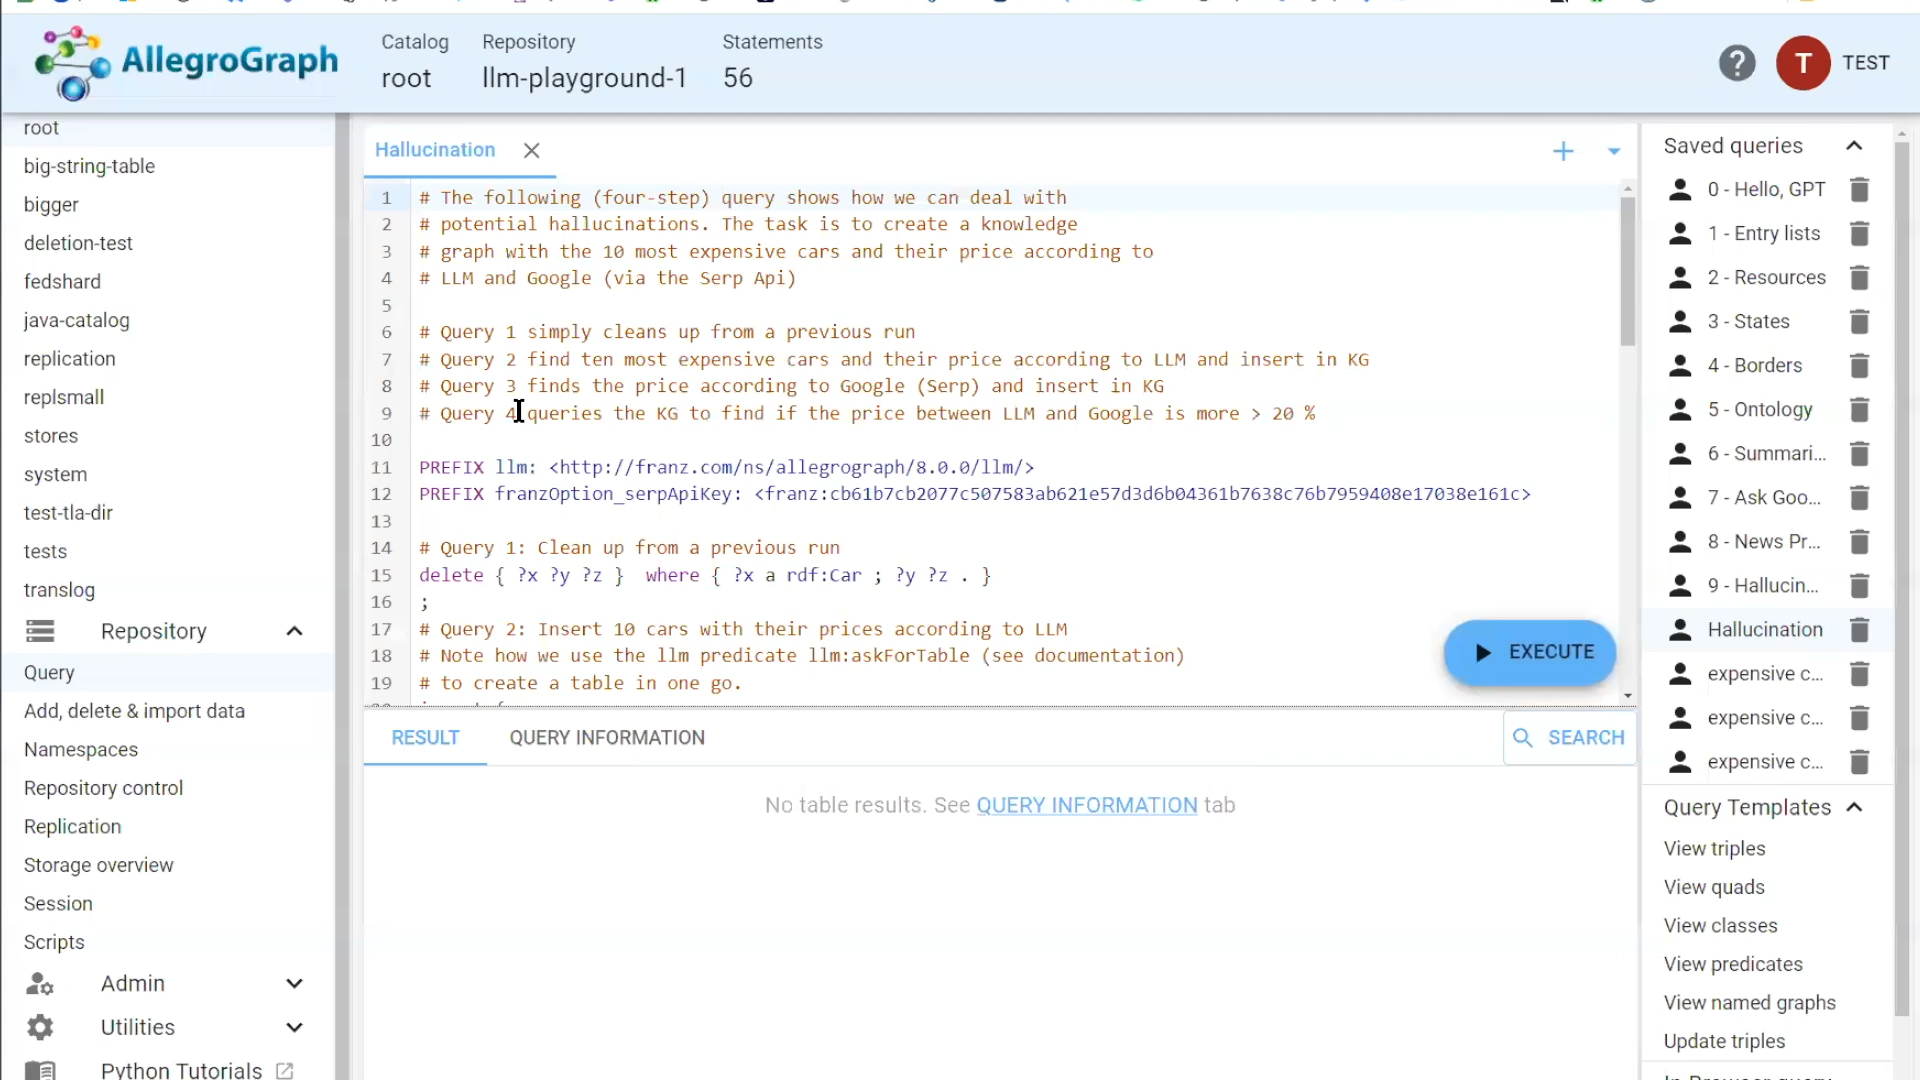 AllegroGraph
Catalog
root
Repository
llm-playground-1
Statements
56
T
TEST
root
big-string-table
bigger
deletion-test
fedshard
java-catalog
replication
replsmall
stores
system
test-tla-dir
tests
translog
Repository
Query
Add, delete & import data
Namespaces
Repository control
Replication
Storage overview
Session
Scripts
Admin
Utilities
Python Tutorials
Hallucination
1 # The following (four-step) query shows how we can deal with
2 # potential hallucinations. The task is to create a knowledge
3 # graph with the 10 most expensive cars and their price according to
4 # LLM and Google (via the Serp Api)
5
6 # Query 1 simply cleans up from a previous run
7 # Query 2 find ten most expensive cars and their price according to LLM and insert in KG
8 # Query 3 finds the price according to Google (Serp) and insert in KG
9 # Query 4 queries the KG to find if the price between LLM and Google is more > 20 %
10
11 PREFIX llm: <http://franz.com/ns/allegrograph/8.0.0/llm/>
12 PREFIX franzOption_serpApiKey: <franz:cb61b7cb2077c507583ab621e57d3d6b04361b7638c76b7959408e17038e161c>
13
14 # Query 1: Clean up from a previous run
15 delete { ?x ?y ?z } where { ?x a rdf:Car ; ?y ?z . }
16 ;
17 # Query 2: Insert 10 cars with their prices according to LLM
18 # Note how we use the llm predicate llm:askForTable (see documentation)
19 # to create a table in one go.
EXECUTE
RESULT
QUERY INFORMATION
SEARCH
No table results. See QUERY INFORMATION tab
Saved queries
0 - Hello, GPT
1 - Entry lists
2 - Resources
3 - States
4 - Borders
5 - Ontology
6 - Summari...
7 - Ask Goo...
8 - News Pr...
9 - Hallucin...
Hallucination
expensive c...
expensive c...
expensive c...
Query Templates
View triples
View quads
View classes
View predicates
View named graphs
Update triples